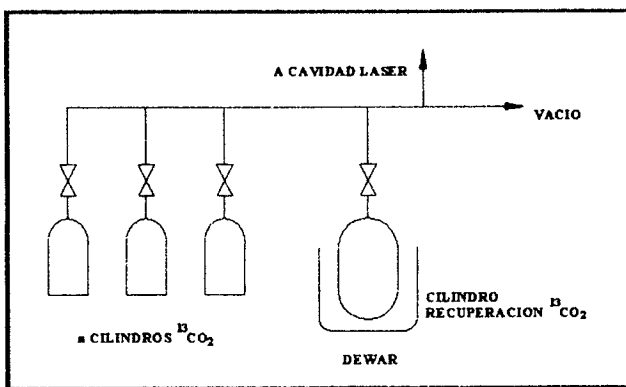 A CAVIDAD LASER
VACIO
n CILINDROS ¹³CO₂
CILINDRO
RECUPERACION ¹³CO₂
DEWAR